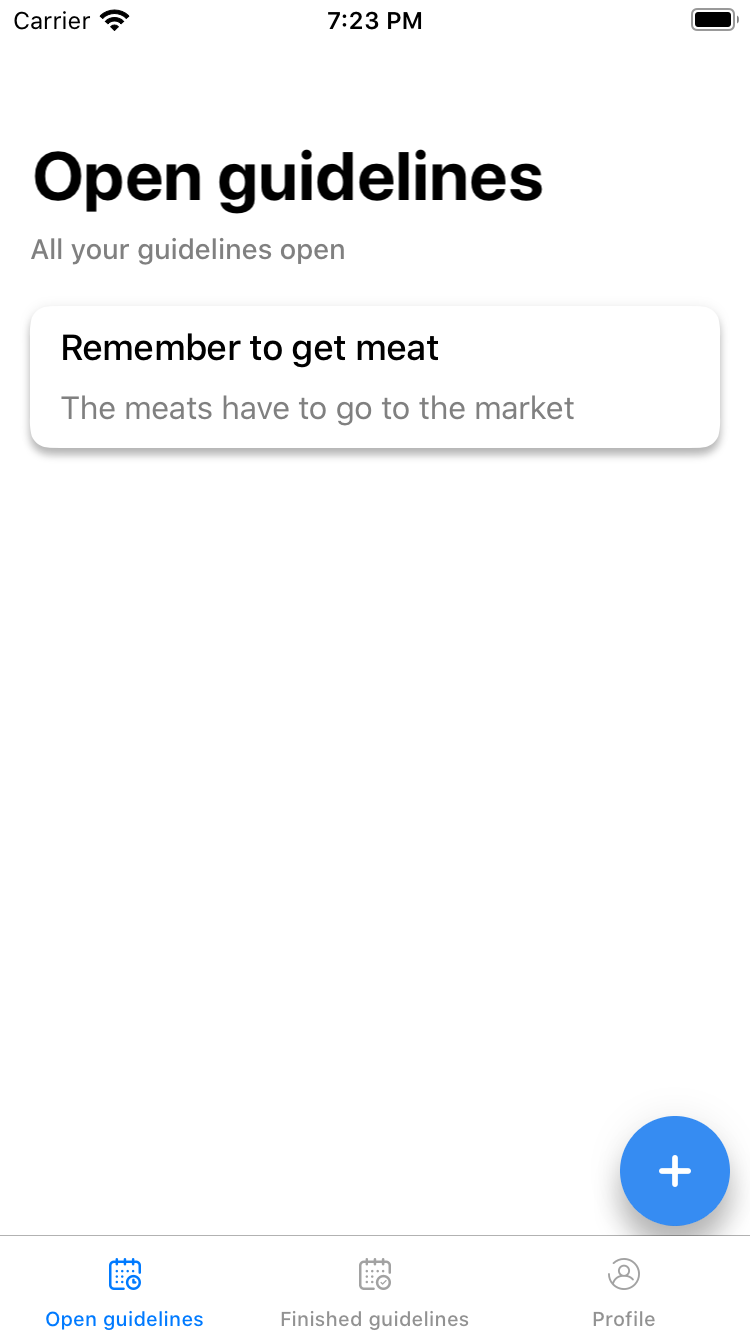 Carrier 7:23 PM
Open guidelines
All your guidelines open
Remember to get meat
The meats have to go to the market
Open guidelines Finished guidelines Profile